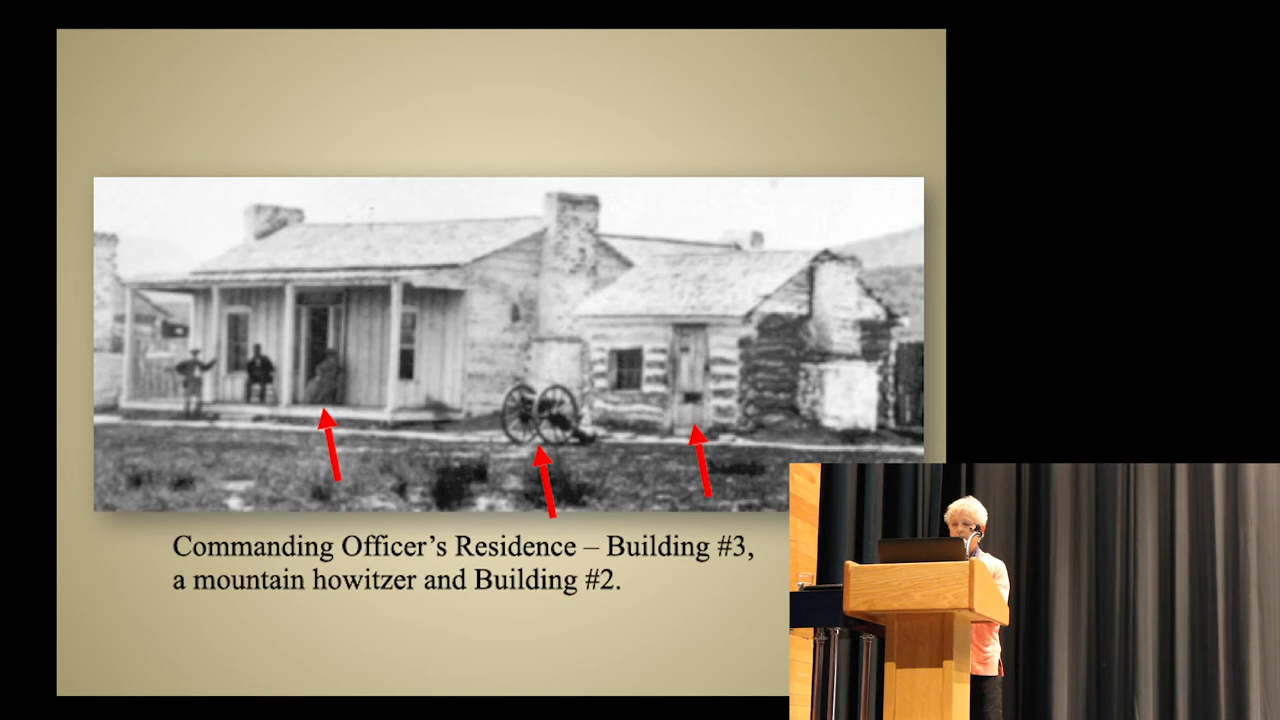 Commanding Officer’s Residence – Building #3,
a mountain howitzer and Building #2.